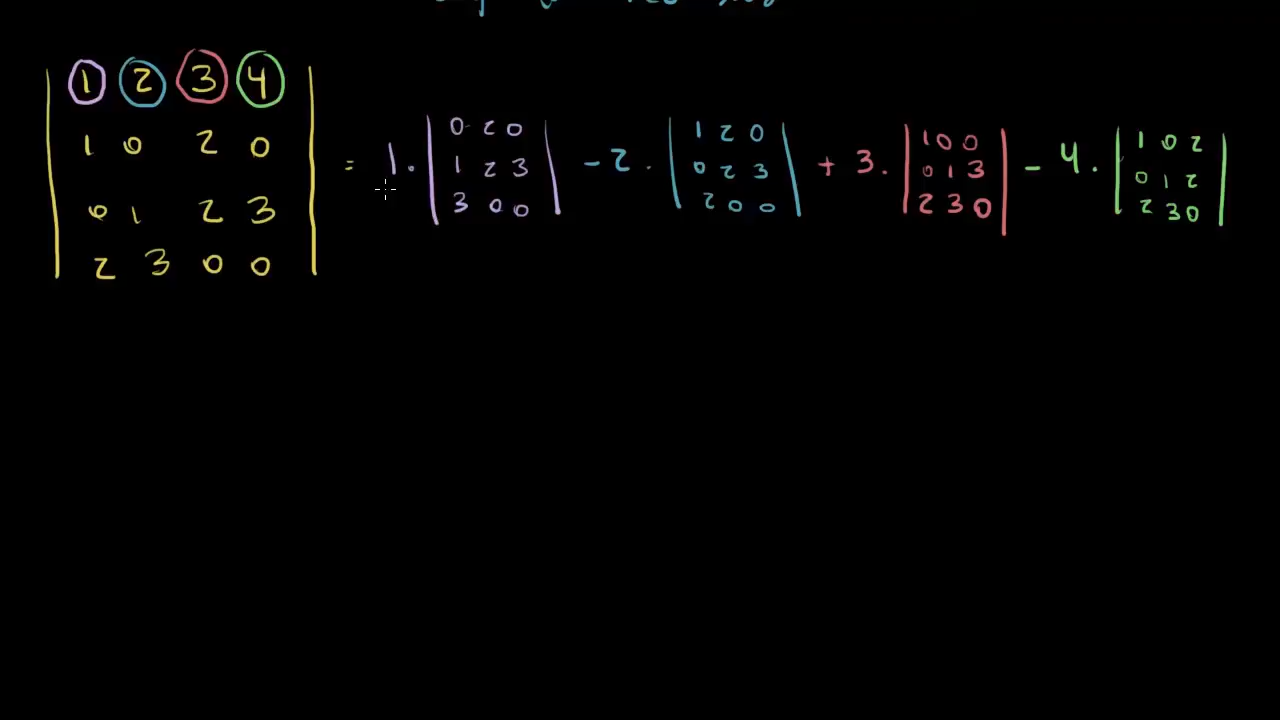 1 2 3 4
1 0 2 0
0 1 2 3
2 3 0 0
= 1 · | 0 2 0 | - 2 · | 1 2 0 | + 3 · | 1 0 0 | - 4 · | 1 0 2 |
| 1 2 3 | | 0 2 3 | | 0 1 3 | | 0 1 2 |
| 3 0 0 | | 2 0 0 | | 2 3 0 | | 2 3 0 |